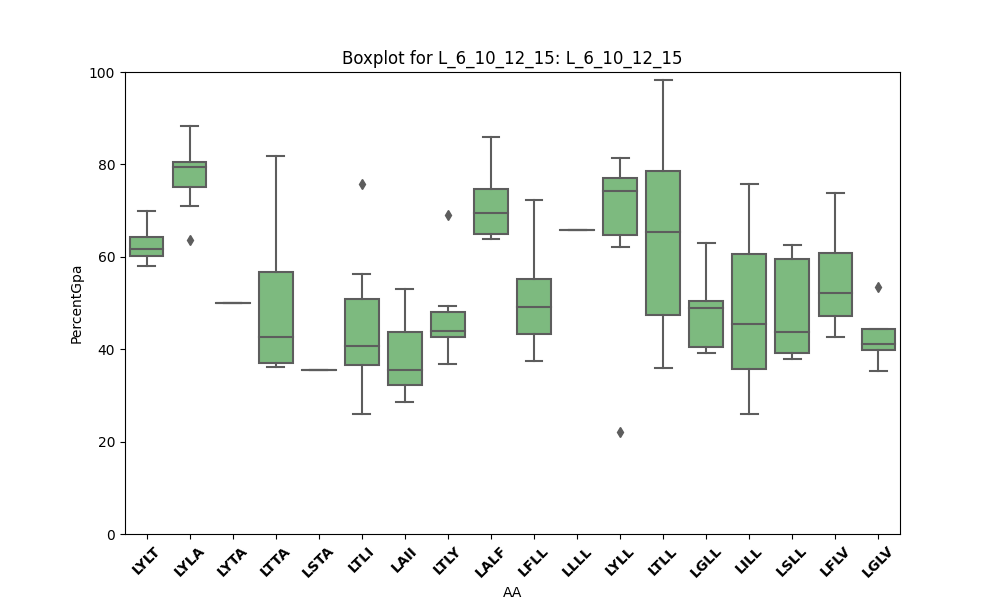 Boxplot for L_6_10_12_15: L_6_10_12_15
PercentGpa
100
80
60
40
20
0
LYLT LYLA LYTA LTTA LSTA LTLI LAII LTLY LALF LFLL LLLL LYLL LTLL LGLL LILL LSLL LFLV LGLV
AA